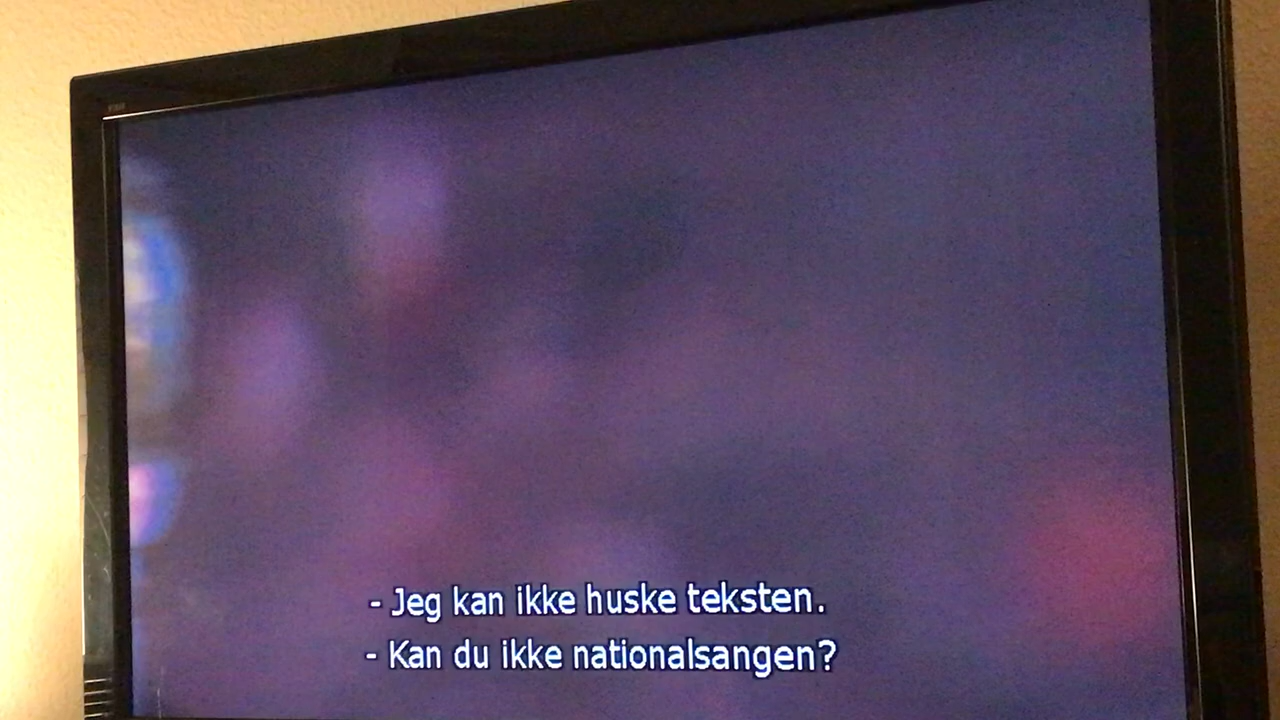 - Jeg kan ikke huske teksten.
- Kan du ikke nationalsangen?